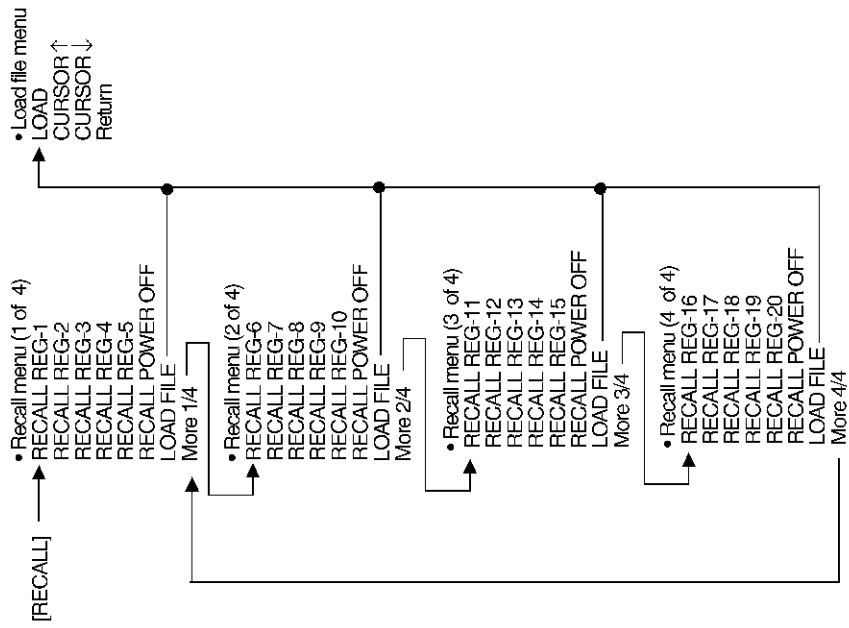 [RECALL]
• Recall menu (1 of 4)
RECALL REG-1
RECALL REG-2
RECALL REG-3
RECALL REG-4
RECALL REG-5
RECALL POWER OFF
LOAD FILE
More 1/4
• Recall menu (2 of 4)
RECALL REG-6
RECALL REG-7
RECALL REG-8
RECALL REG-9
RECALL REG-10
RECALL POWER OFF
LOAD FILE
More 2/4
• Recall menu (3 of 4)
RECALL REG-11
RECALL REG-12
RECALL REG-13
RECALL REG-14
RECALL REG-15
RECALL POWER OFF
LOAD FILE
More 3/4
• Recall menu (4 of 4)
RECALL REG-16
RECALL REG-17
RECALL REG-18
RECALL REG-19
RECALL REG-20
RECALL POWER OFF
LOAD FILE
More 4/4
• Load file menu
LOAD
CURSOR ↑
CURSOR ↓
Return